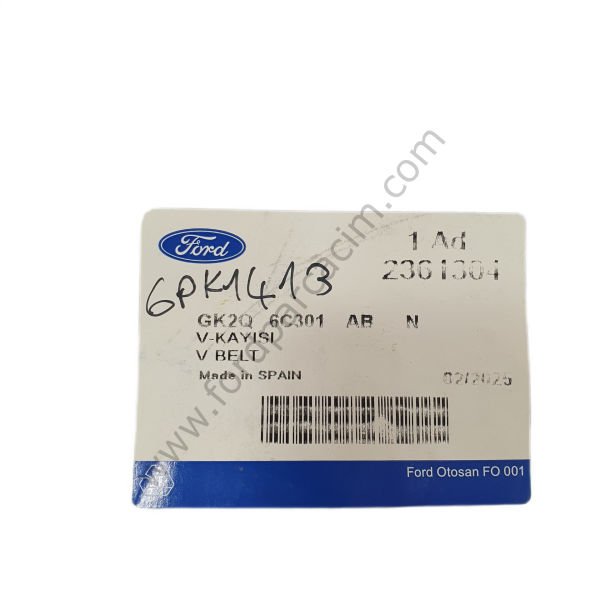 Ford
1 Ad
2361304
6PK1413
GK2Q 6C301 AB N
V-KAYISI
V BELT
Made in SPAIN
02/2025
Ford Otosan FO 001
www.fordparcacim.com